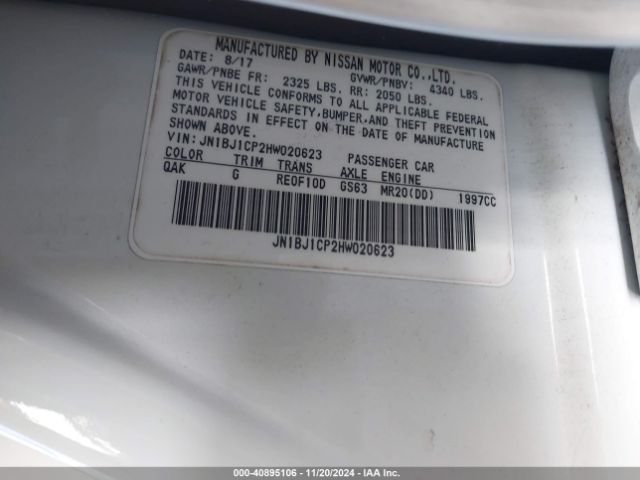 MANUFACTURED BY NISSAN MOTOR CO.,LTD.
DATE: 8/17 GVWR/PNBV: 4340 LBS.
GAWR/PNBE FR: 2325 LBS. RR: 2050 LBS.
THIS VEHICLE CONFORMS TO ALL APPLICABLE FEDERAL
MOTOR VEHICLE SAFETY,BUMPER,AND THEFT PREVENTION
STANDARDS IN EFFECT ON THE DATE OF MANUFACTURE
SHOWN ABOVE.
VIN: JN1BJ1CP2HW020623 PASSENGER CAR
COLOR TRIM TRANS AXLE ENGINE
QAK G RE0F10D GS63 MR20(DD) 1997CC
JN1BJ1CP2HW020623
000-40895106 - 11/20/2024 - IAA Inc.